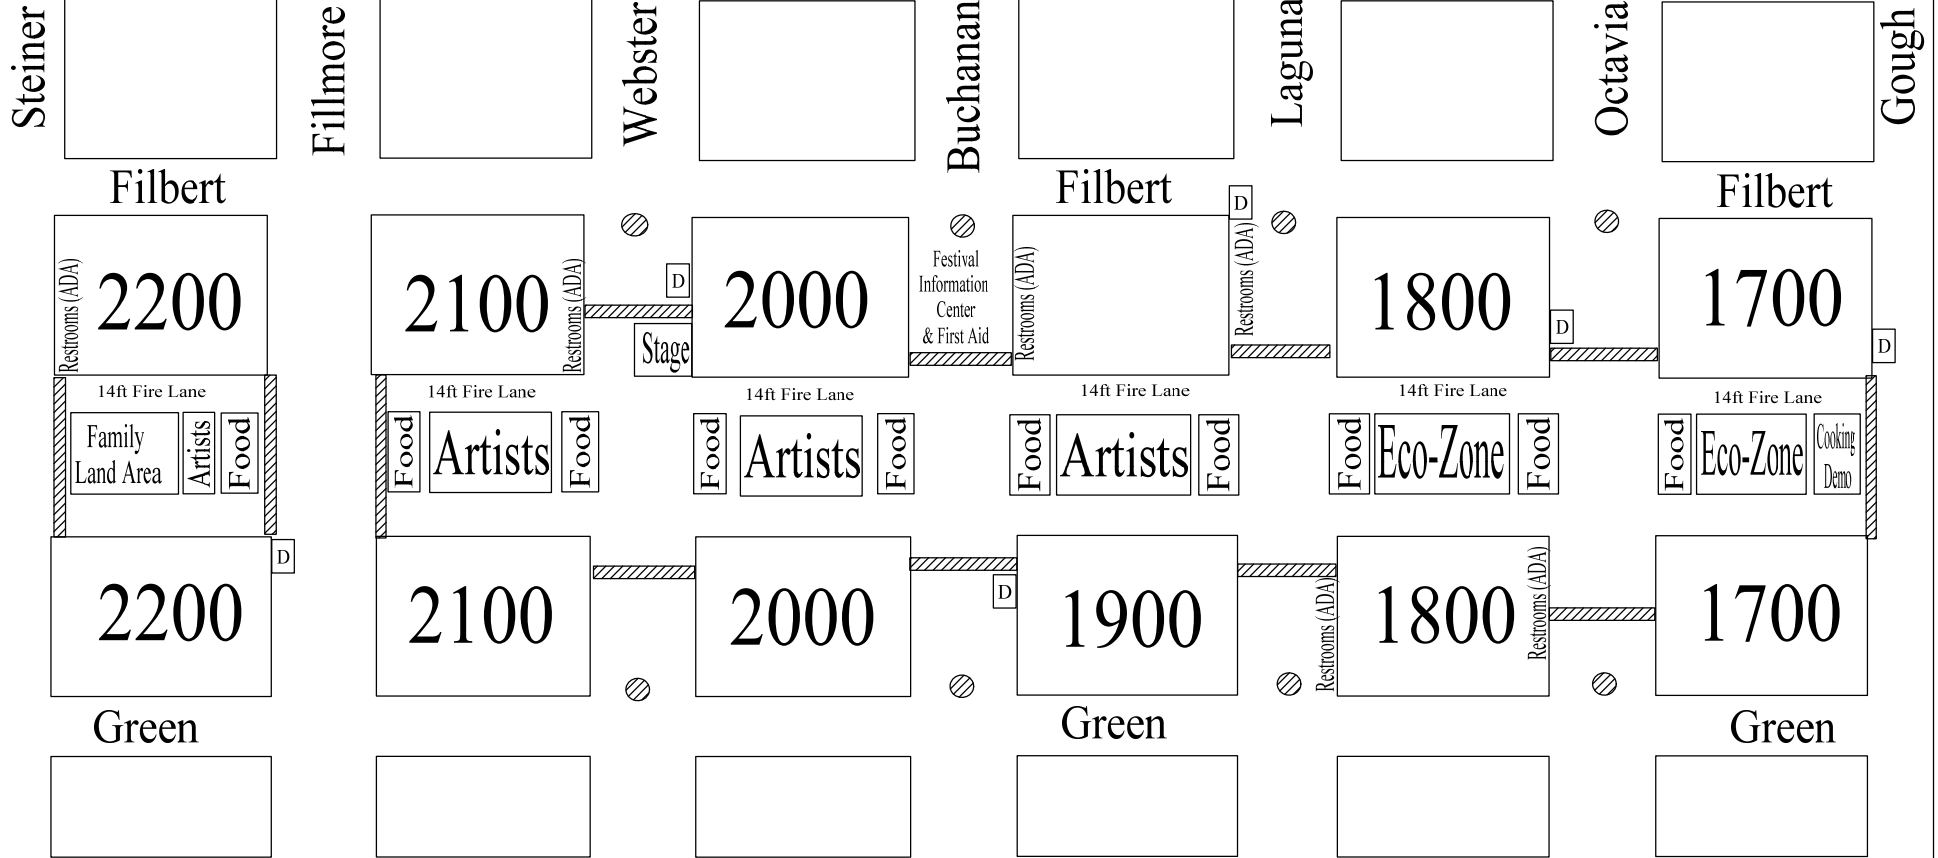 Steiner
Fillmore
Webster
Buchanan
Laguna
Octavia
Gough
Filbert
Filbert
Filbert
D
Restrooms (ADA)
2200
2100
Restrooms (ADA)
D
2000
Festival
Information
Center
& First Aid
Restrooms (ADA)
Restrooms (ADA)
1800
D
1700
D
Stage
14ft Fire Lane
14ft Fire Lane
14ft Fire Lane
14ft Fire Lane
14ft Fire Lane
14ft Fire Lane
Family
Land Area
Artists
Food
Food
Artists
Food
Food
Artists
Food
Food
Artists
Food
Food
Eco-Zone
Food
Food
Eco-Zone
Cooking
Demo
2200
D
2100
2000
D
1900
Restrooms (ADA)
1800
Restrooms (ADA)
1700
Green
Green
Green